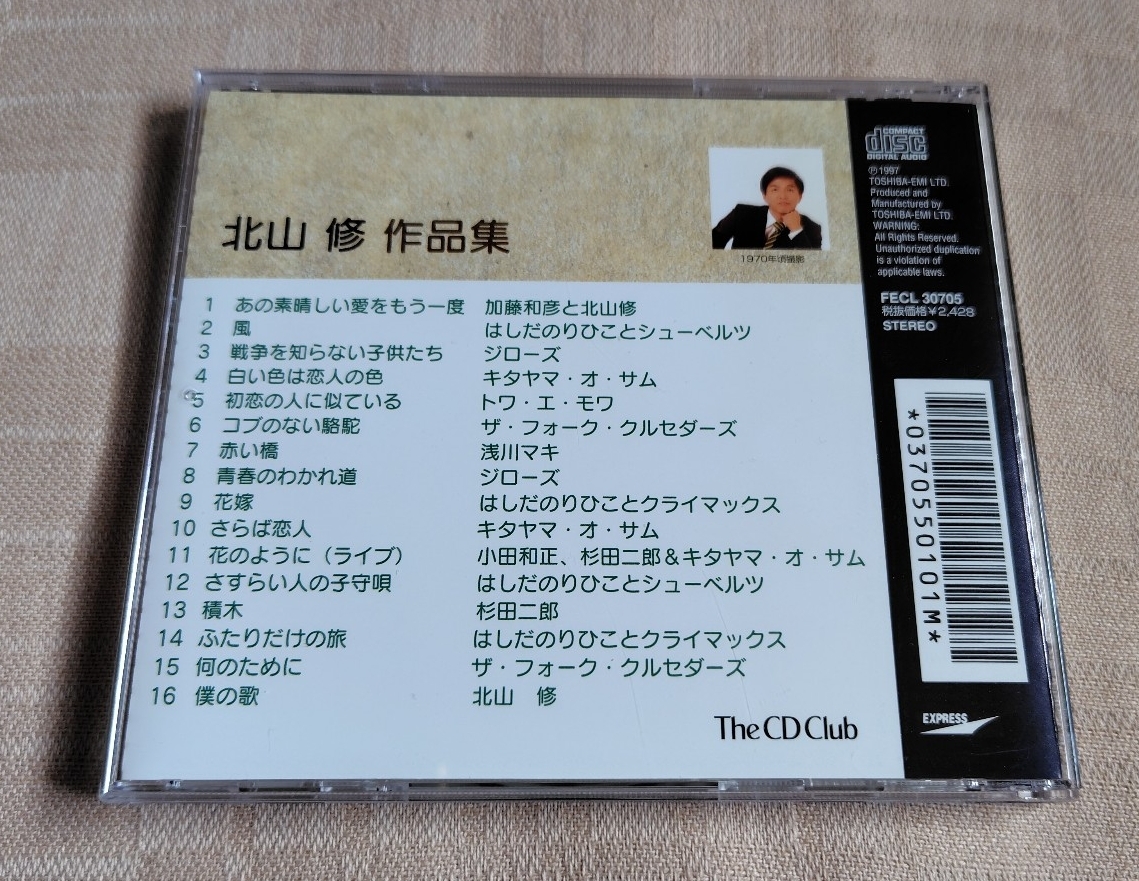 北山 修 作品集
1970年頃撮影
1 あの素晴しい愛をもう一度 加藤和彦と北山修
2 風 はしだのりひことシューベルツ
3 戦争を知らない子供たち ジローズ
4 白い色は恋人の色 キタヤマ・オ・サム
5 初恋の人に似ている トワ・エ・モワ
6 コブのない駱駝 ザ・フォーク・クルセダーズ
7 赤い橋 浅川マキ
8 青春のわかれ道 ジローズ
9 花嫁 はしだのりひことクライマックス
10 さらば恋人 キタヤマ・オ・サム
11 花のように（ライブ） 小田和正、杉田二郎＆キタヤマ・オ・サム
12 さすらい人の子守唄 はしだのりひことシューベルツ
13 積木 杉田二郎
14 ふたりだけの旅 はしだのりひことクライマックス
15 何のために ザ・フォーク・クルセダーズ
16 僕の歌 北山 修
The CD Club
COMPACT
disc
DIGITAL AUDIO
℗1997
TOSHIBA-EMI LTD.
Produced and
Manufactured by
TOSHIBA-EMI LTD.
WARNING:
All Rights Reserved.
Unauthorized duplication
is a violation of
applicable laws.
FECL 30705
税抜価格￥2,428
STEREO
*0370550101M*
EXPRESS